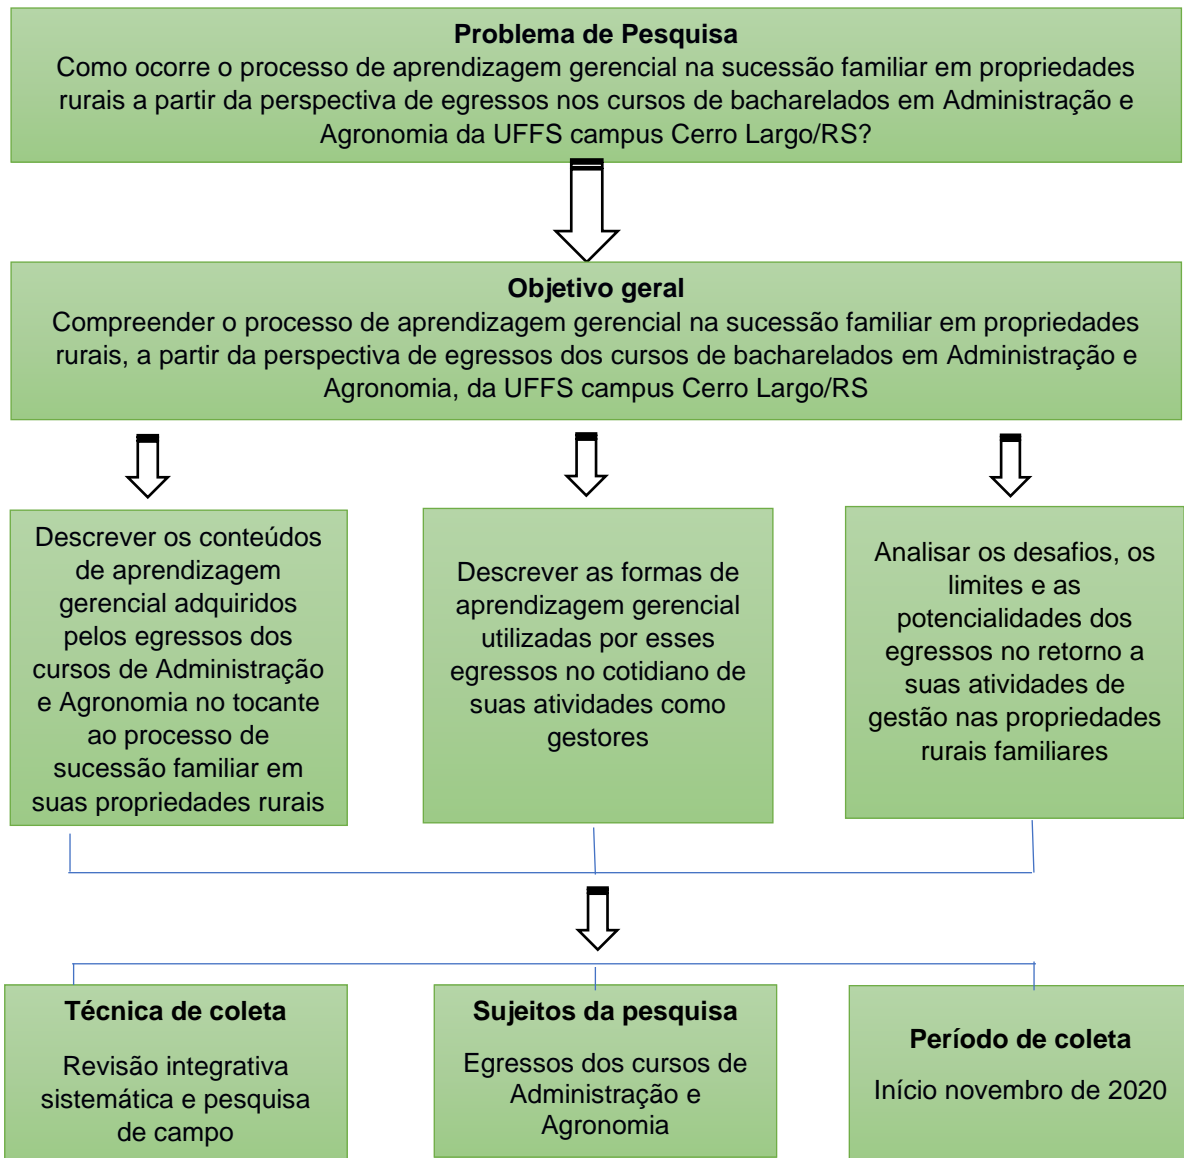 Problema de Pesquisa
Como ocorre o processo de aprendizagem gerencial na sucessão familiar em propriedades
rurais a partir da perspectiva de egressos nos cursos de bacharelados em Administração e
Agronomia da UFFS campus Cerro Largo/RS?
Objetivo geral
Compreender o processo de aprendizagem gerencial na sucessão familiar em propriedades
rurais, a partir da perspectiva de egressos dos cursos de bacharelados em Administração e
Agronomia, da UFFS campus Cerro Largo/RS
Descrever os conteúdos
de aprendizagem
gerencial adquiridos
pelos egressos dos
cursos de Administração
e Agronomia no tocante
ao processo de
sucessão familiar em
suas propriedades rurais
Descrever as formas de
aprendizagem gerencial
utilizadas por esses
egressos no cotidiano de
suas atividades como
gestores
Analisar os desafios, os
limites e as
potencialidades dos
egressos no retorno a
suas atividades de
gestão nas propriedades
rurais familiares
Técnica de coleta
Revisão integrativa
sistemática e pesquisa
de campo
Sujeitos da pesquisa
Egressos dos cursos de
Administração e
Agronomia
Período de coleta
Início novembro de 2020